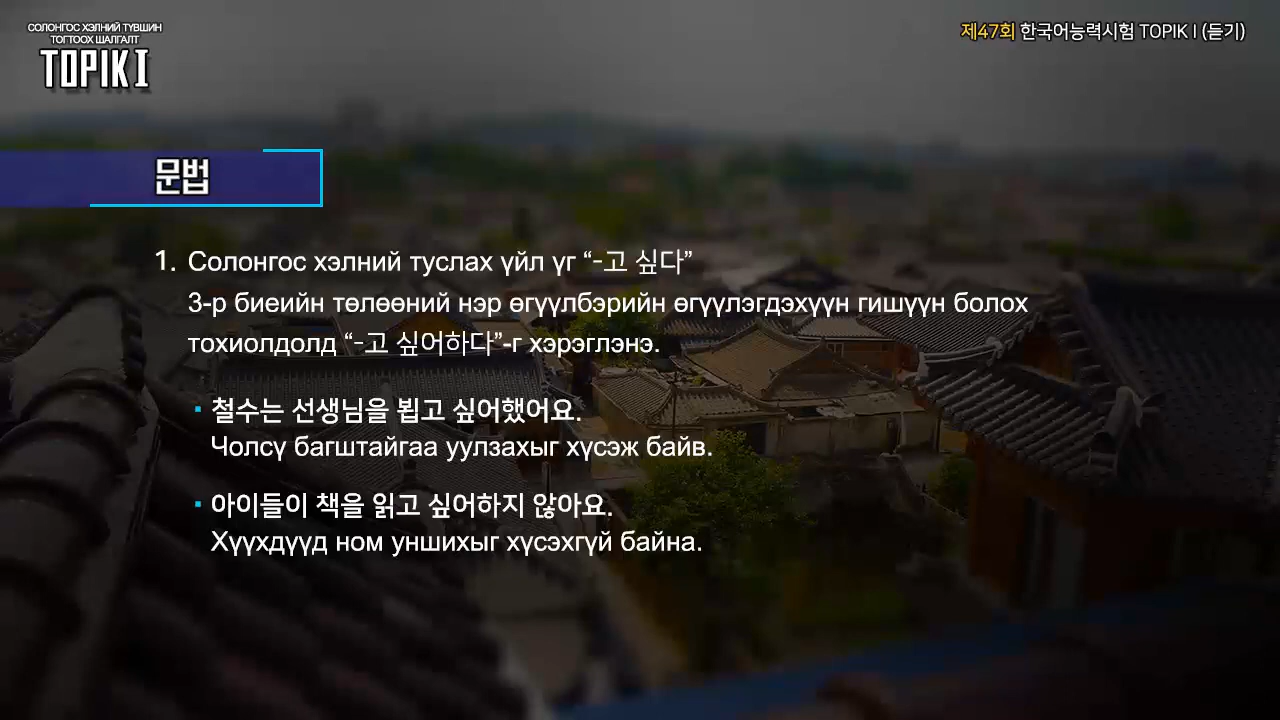 СОЛОНГОС ХЭЛНИЙ ТҮВШИН
ТОГТООХ ШАЛГАЛТ
TOPIK I
제47회 한국어능력시험 TOPIK I (듣기)
문법
1. Солонгос хэлний туслах үйл үг “-고 싶다”
3-р биеийн төлөөний нэр өгүүлбэрийн өгүүлэгдэхүүн гишүүн болох
тохиолдолд “-고 싶어하다”-г хэрэглэнэ.
· 철수는 선생님을 뵙고 싶어했어요.
Чолсү багштайгаа уулзахыг хүсэж байв.
· 아이들이 책을 읽고 싶어하지 않아요.
Хүүхдүүд ном уншихыг хүсэхгүй байна.